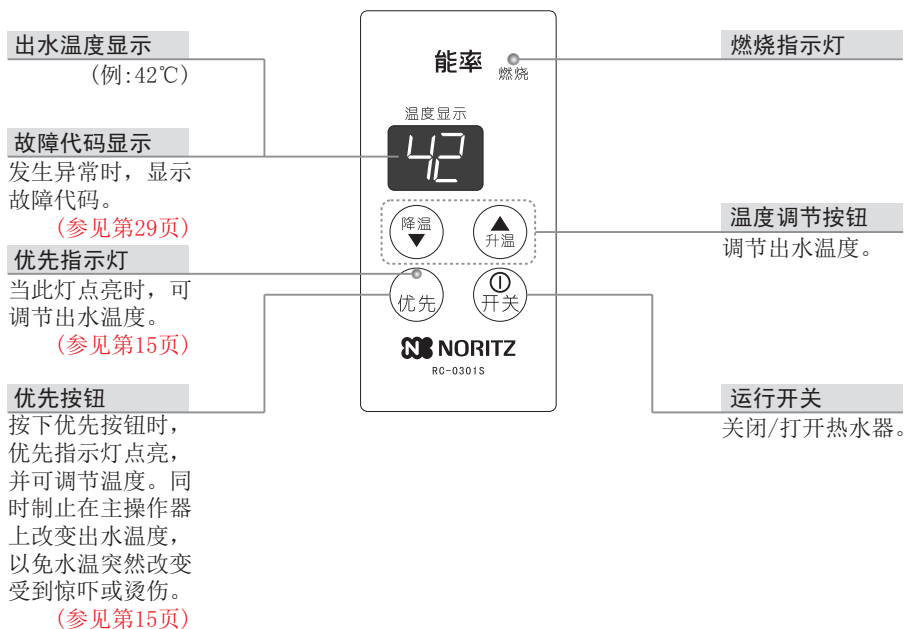 出水温度显示
(例:42℃)
故障代码显示
发生异常时，显示
故障代码。
(参见第29页)
优先指示灯
当此灯点亮时，可
调节出水温度。
(参见第15页)
优先按钮
按下优先按钮时，
优先指示灯点亮，
并可调节温度。同
时制止在主操作器
上改变出水温度，
以免水温突然改变
受到惊吓或烫伤。
(参见第15页)
能率
燃烧
温度显示
42
降温
升温
优先
开关
NORITZ
RC-0301S
燃烧指示灯
温度调节按钮
调节出水温度。
运行开关
关闭/打开热水器。